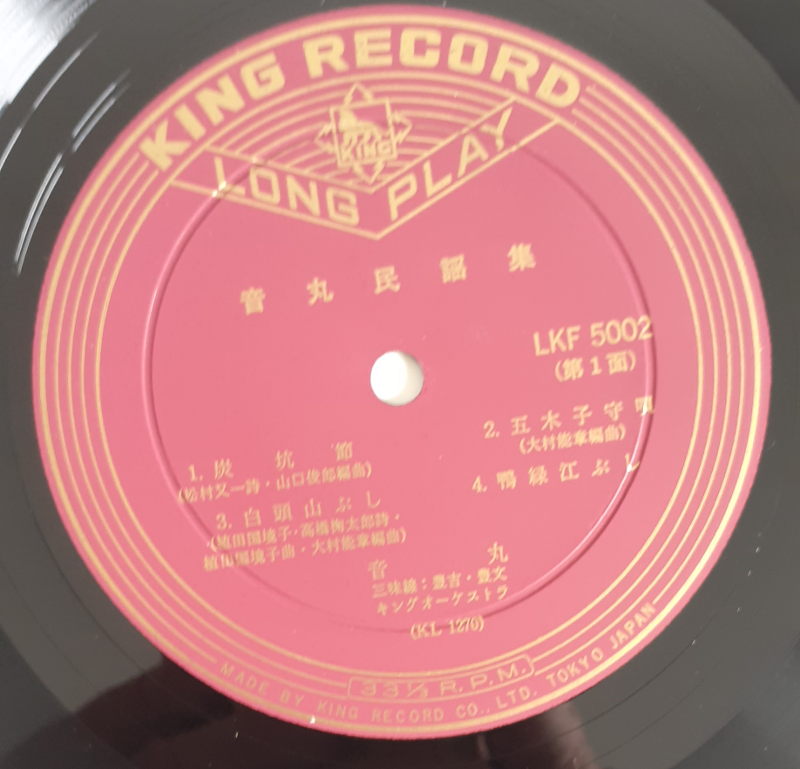 KING RECORD
KING
LONG PLAY
音丸民謡集
LKF 5002
(第1面)
1. 炭坑節
(松村又一詩・山口俊郎編曲)
2. 五木子守唄
(大村能章編曲)
3. 白頭山ぶし
(植田国境子・高橋掬太郎詩・
植田国境子曲・大村能章編曲)
4. 鴨緑江ぶし
音丸
三味線:豊吉・豊文
キングオーケストラ
(KL 1270)
33⅓ R.P.M.
MADE BY KING RECORD CO., LTD. TOKYO JAPAN